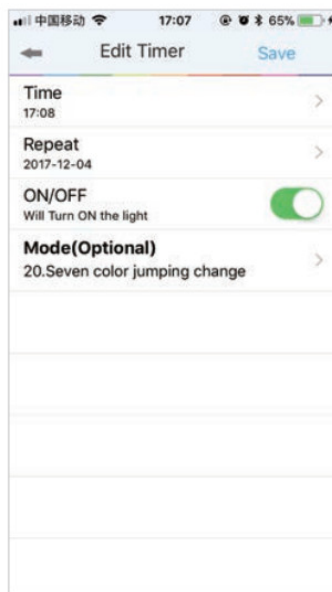 中国移动 17:07 65%
Edit Timer Save
Time
17:08
Repeat
2017-12-04
ON/OFF
Will Turn ON the light
Mode(Optional)
20.Seven color jumping change